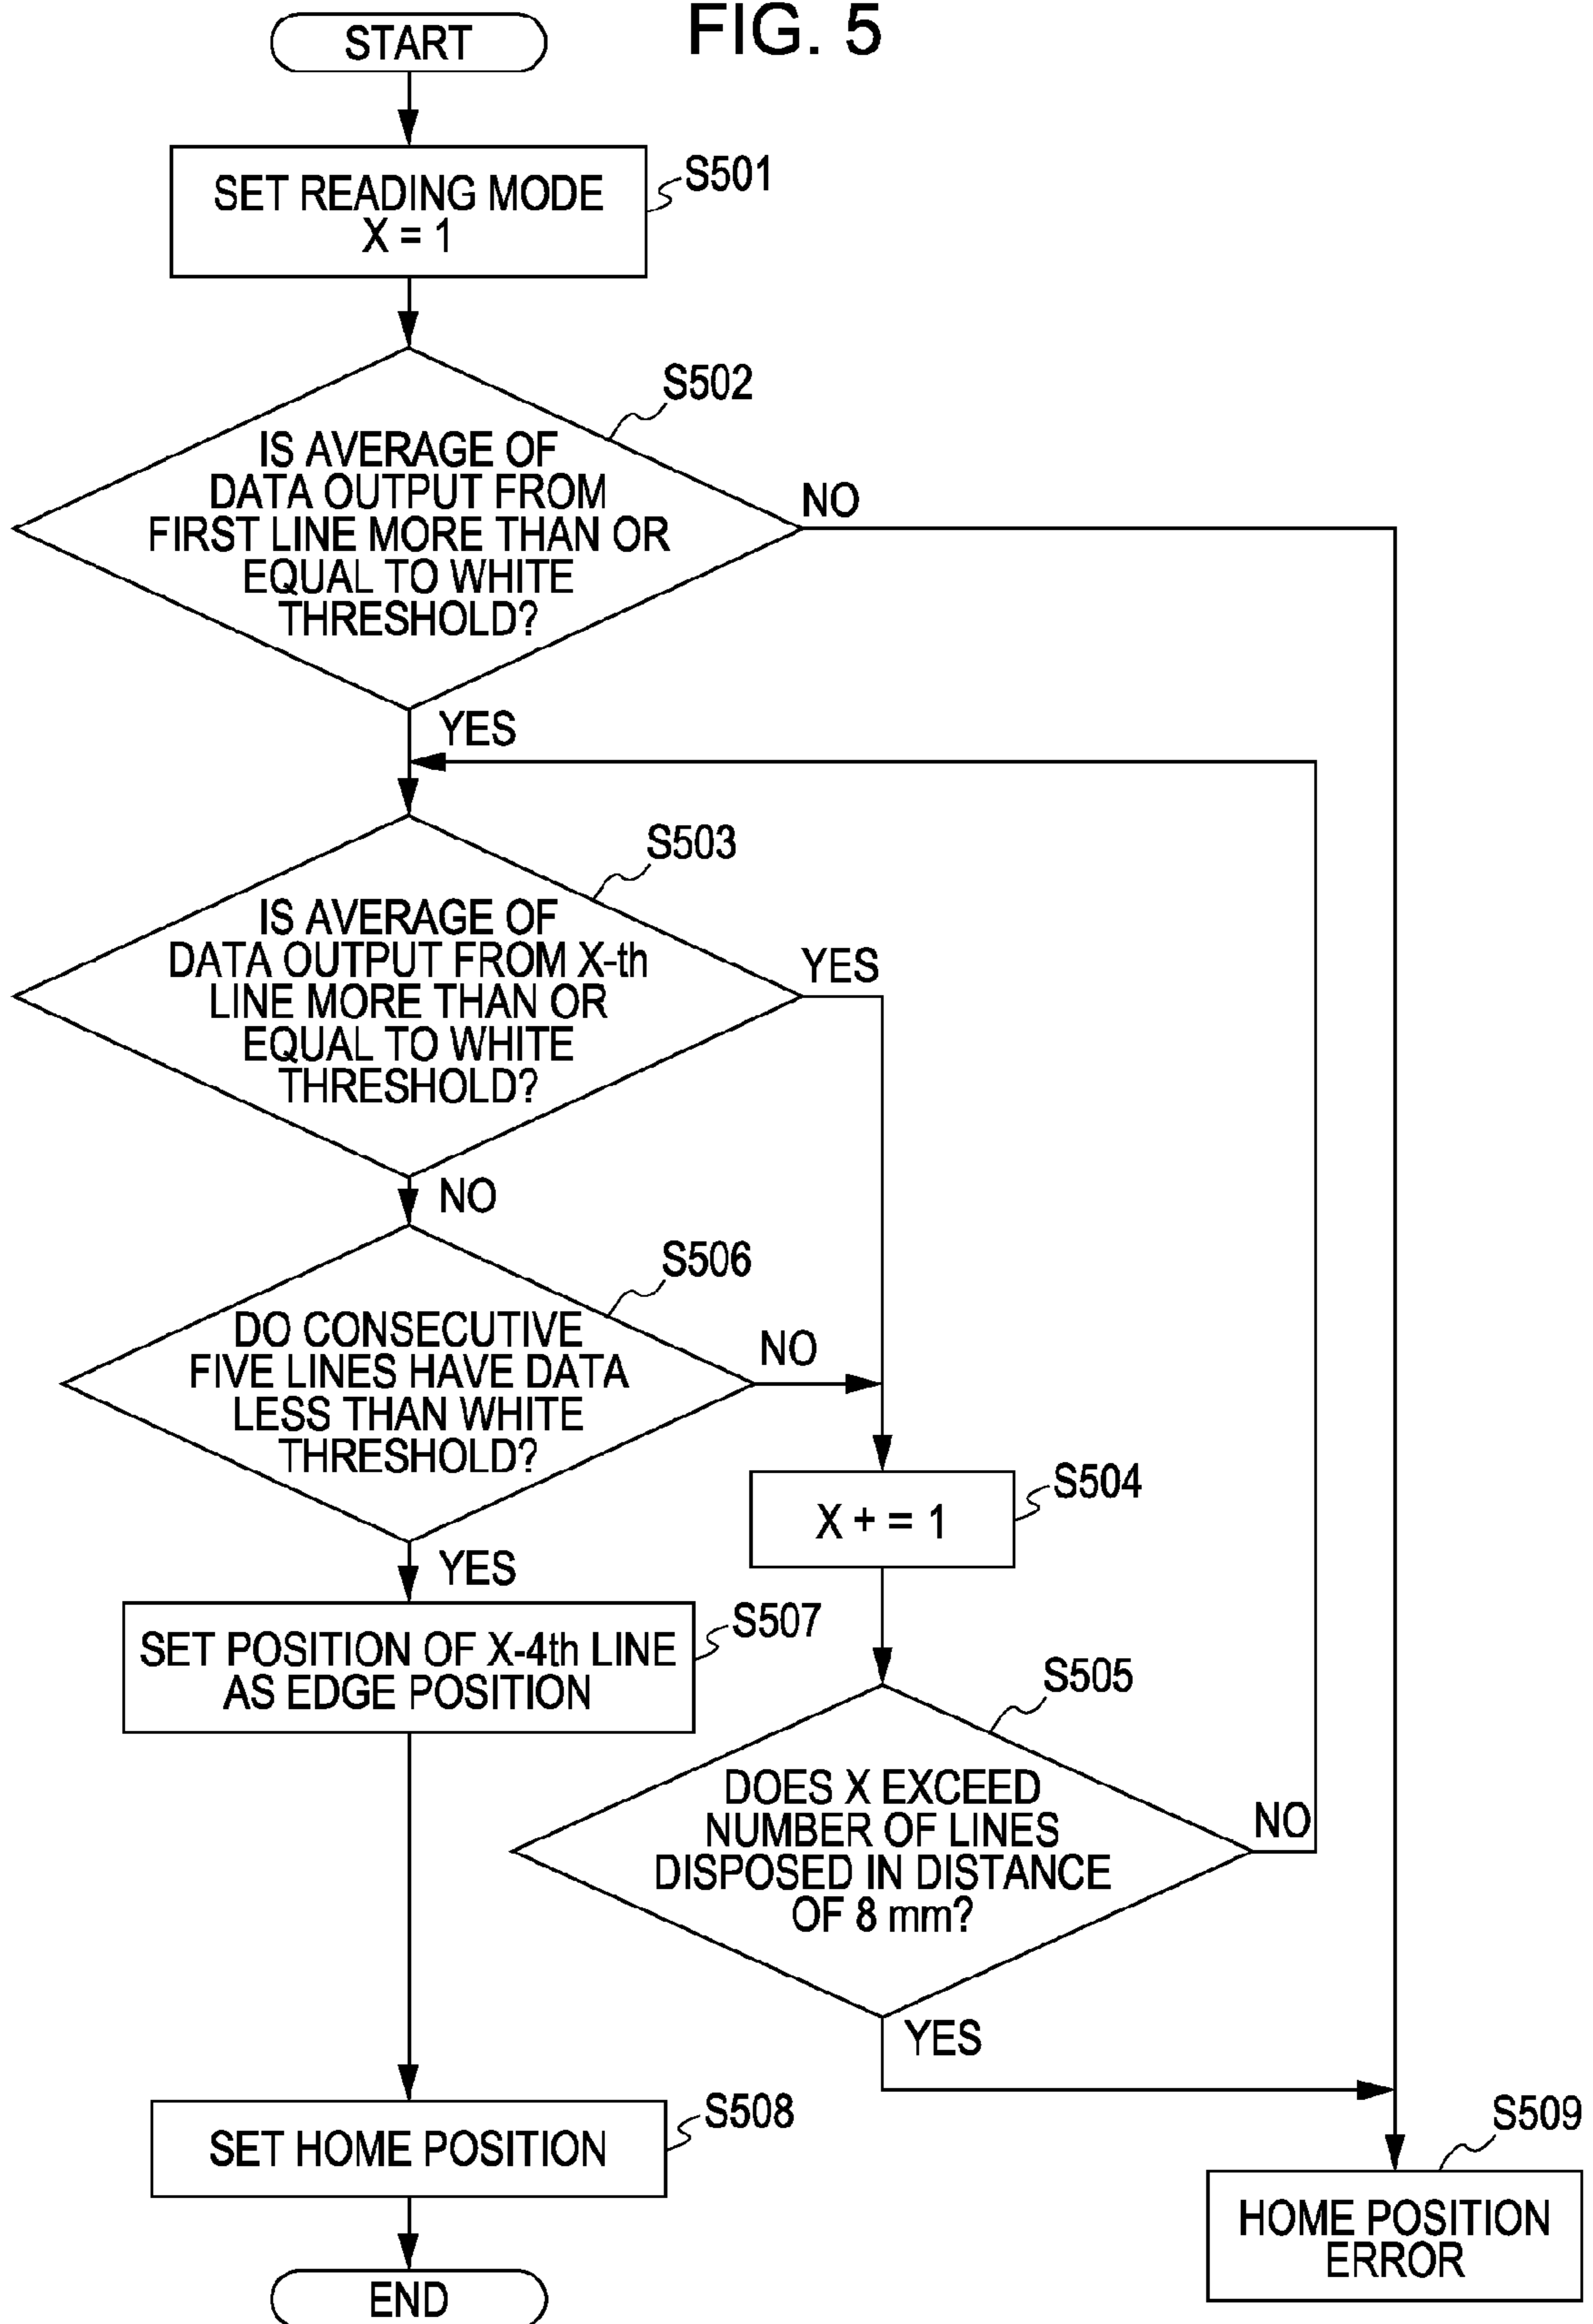 FIG. 5
START
SET READING MODE
X = 1
S501
S502
IS AVERAGE OF
DATA OUTPUT FROM
FIRST LINE MORE THAN OR
EQUAL TO WHITE
THRESHOLD?
NO
YES
S503
IS AVERAGE OF
DATA OUTPUT FROM X-th
LINE MORE THAN OR
EQUAL TO WHITE
THRESHOLD?
YES
NO
S506
DO CONSECUTIVE
FIVE LINES HAVE DATA
LESS THAN WHITE
THRESHOLD?
NO
YES
S504
X + = 1
S507
SET POSITION OF X-4th LINE
AS EDGE POSITION
S505
DOES X EXCEED
NUMBER OF LINES
DISPOSED IN DISTANCE
OF 8 mm?
NO
YES
S508
SET HOME POSITION
S509
HOME POSITION
ERROR
END